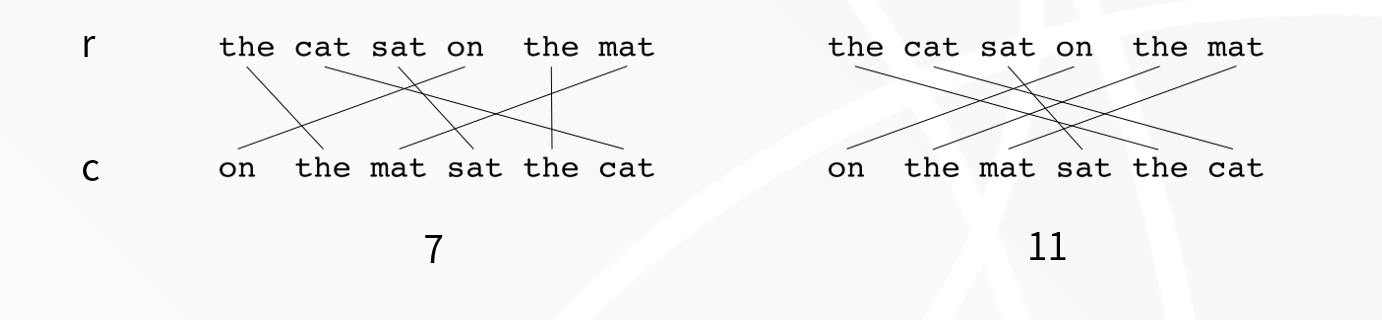 r the cat sat on the mat the cat sat on the mat
c on the mat sat the cat on the mat sat the cat
7 11